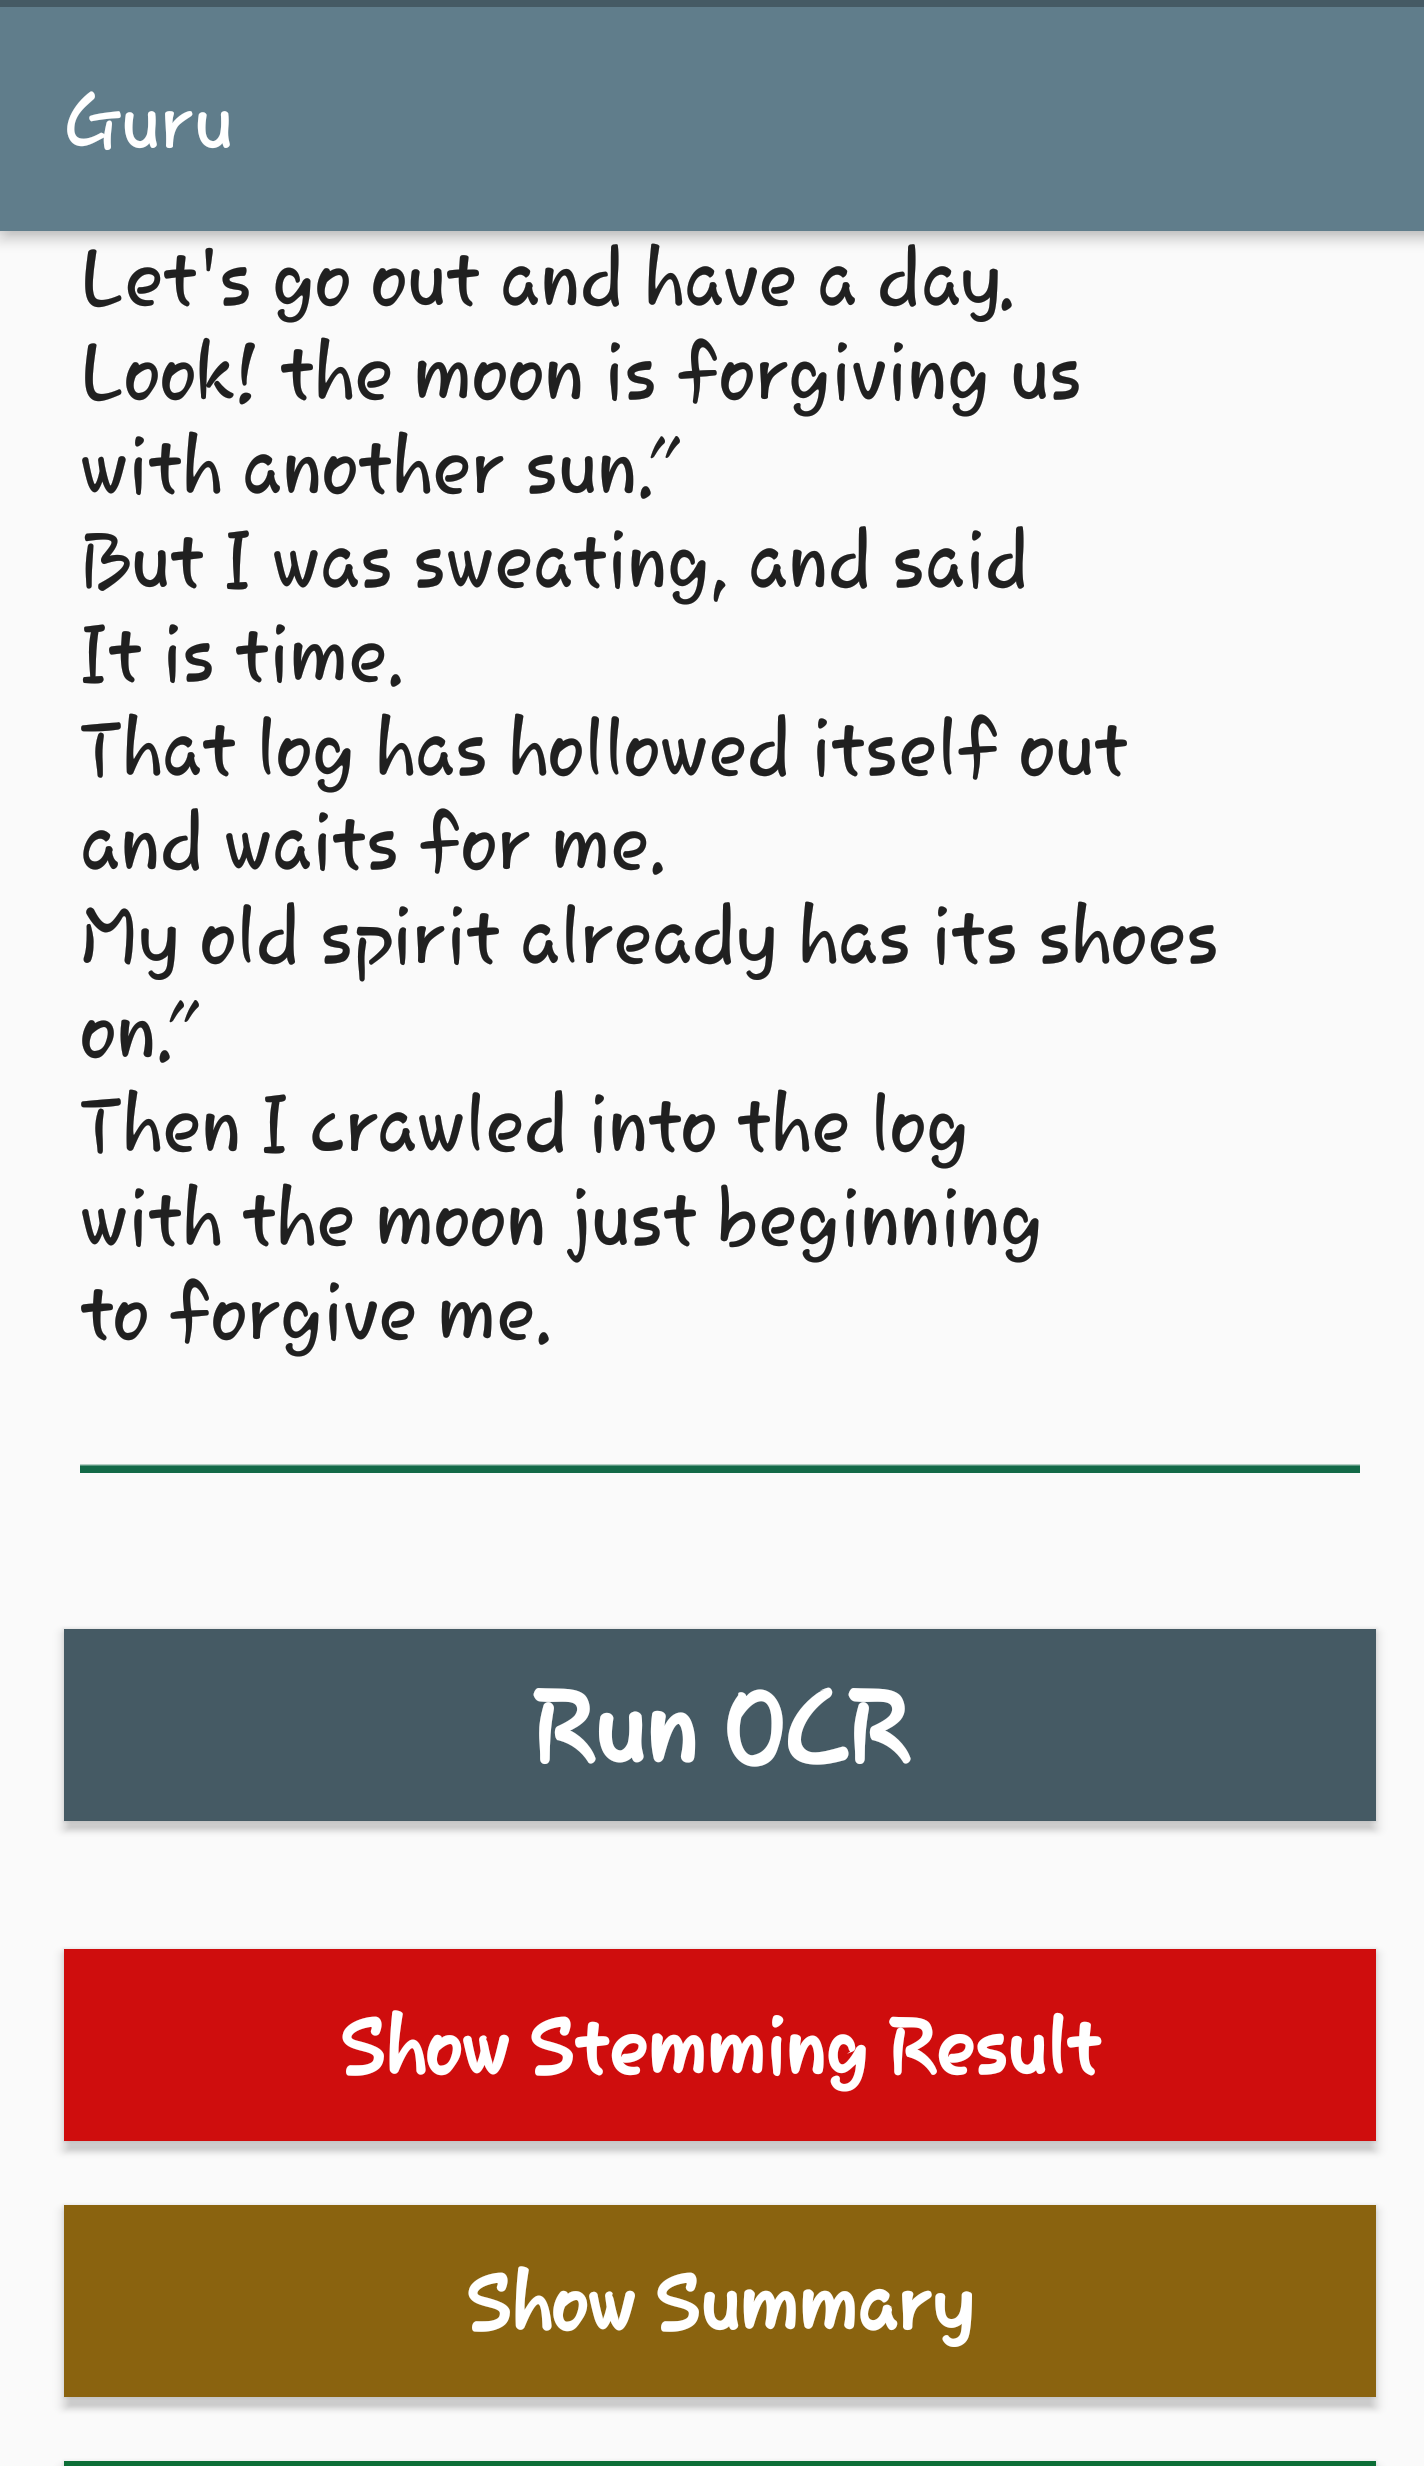 Guru
Let's go out and have a day.
Look! the moon is forgiving us
with another sun."
But I was sweating, and said
It is time.
That log has hollowed itself out
and waits for me.
My old spirit already has its shoes
on."
Then I crawled into the log
with the moon just beginning
to forgive me.
Run OCR
Show Stemming Result
Show Summary